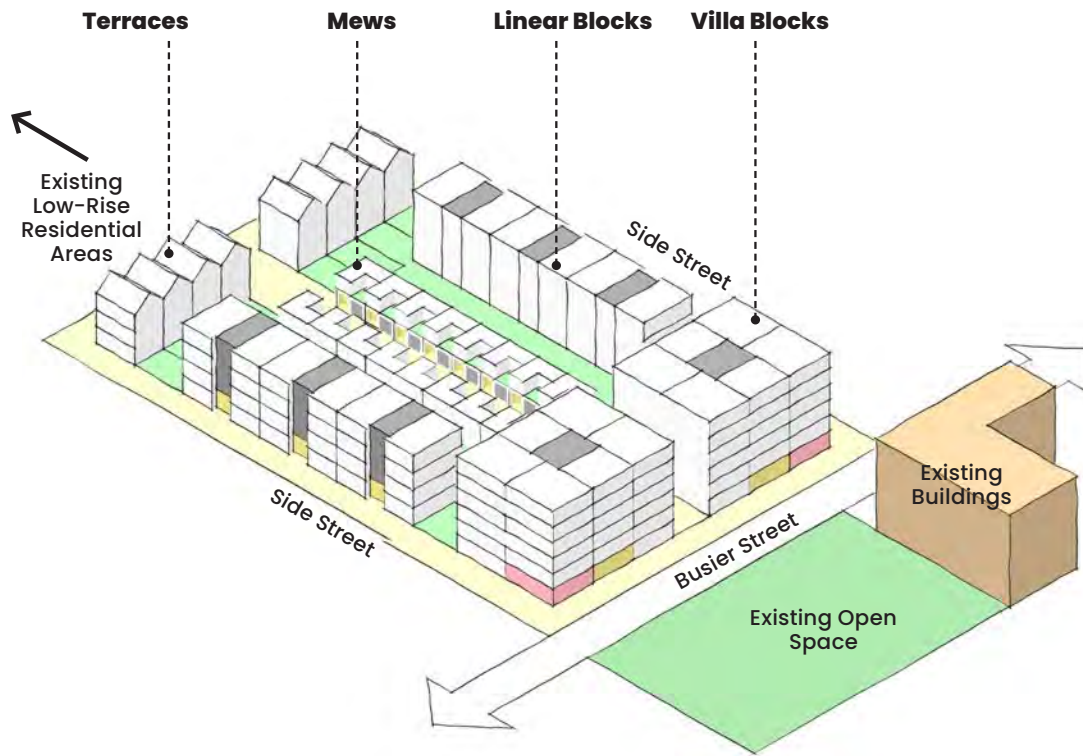 Terraces
Mews
Linear Blocks
Villa Blocks
Existing
Low-Rise
Residential
Areas
Side Street
Side Street
Busier Street
Existing
Buildings
Existing Open
Space